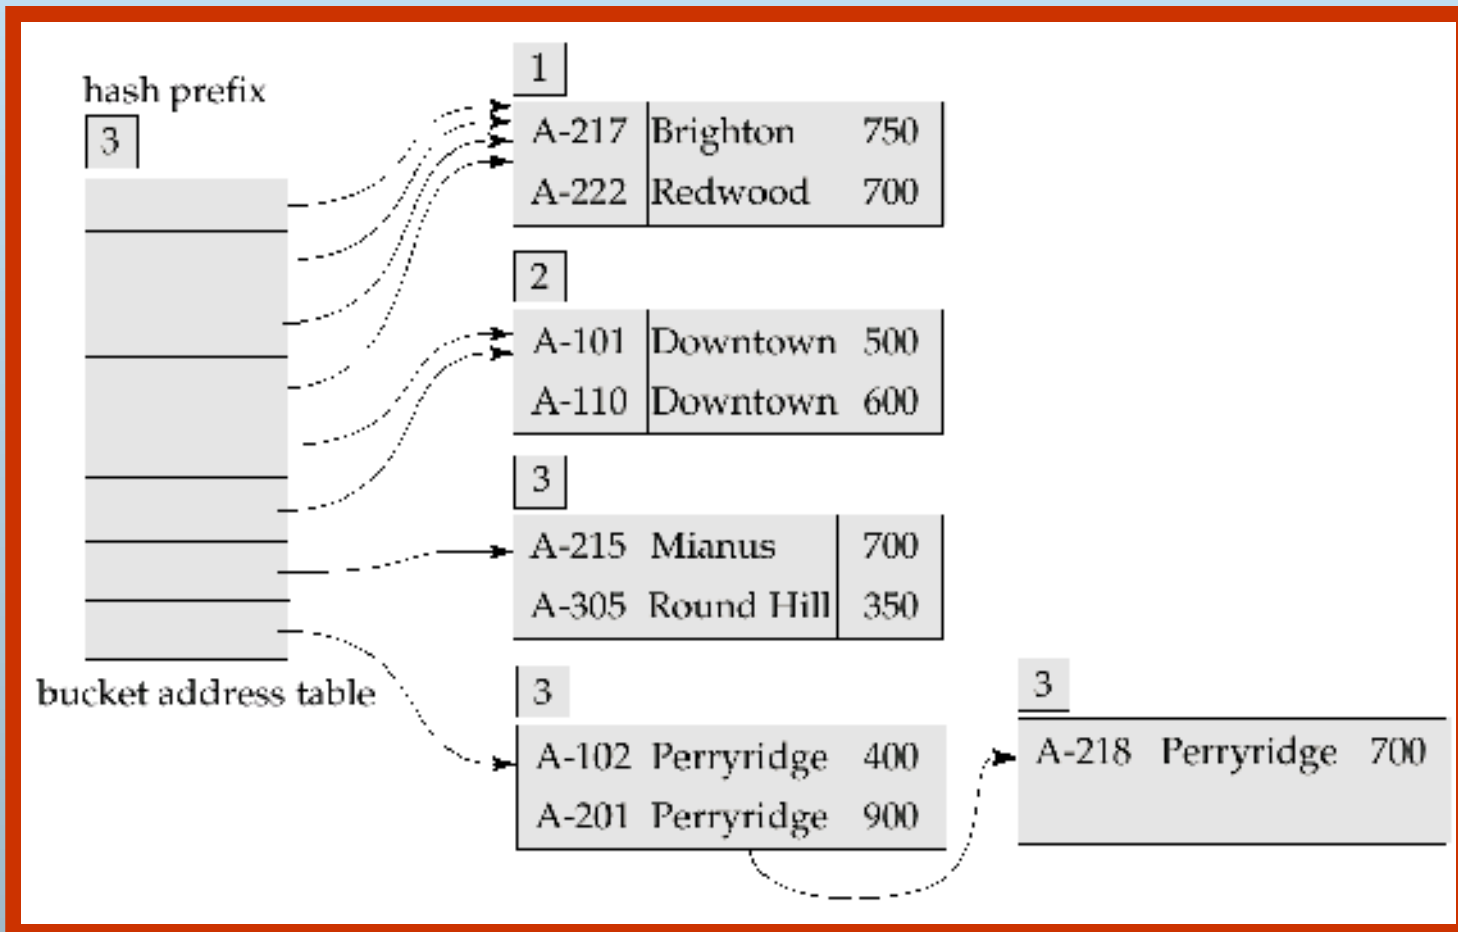 hash prefix
3
1
A-217 Brighton 750
A-222 Redwood 700
2
A-101 Downtown 500
A-110 Downtown 600
3
A-215 Mianus 700
A-305 Round Hill 350
bucket address table
3
A-102 Perryridge 400
A-201 Perryridge 900
3
A-218 Perryridge 700